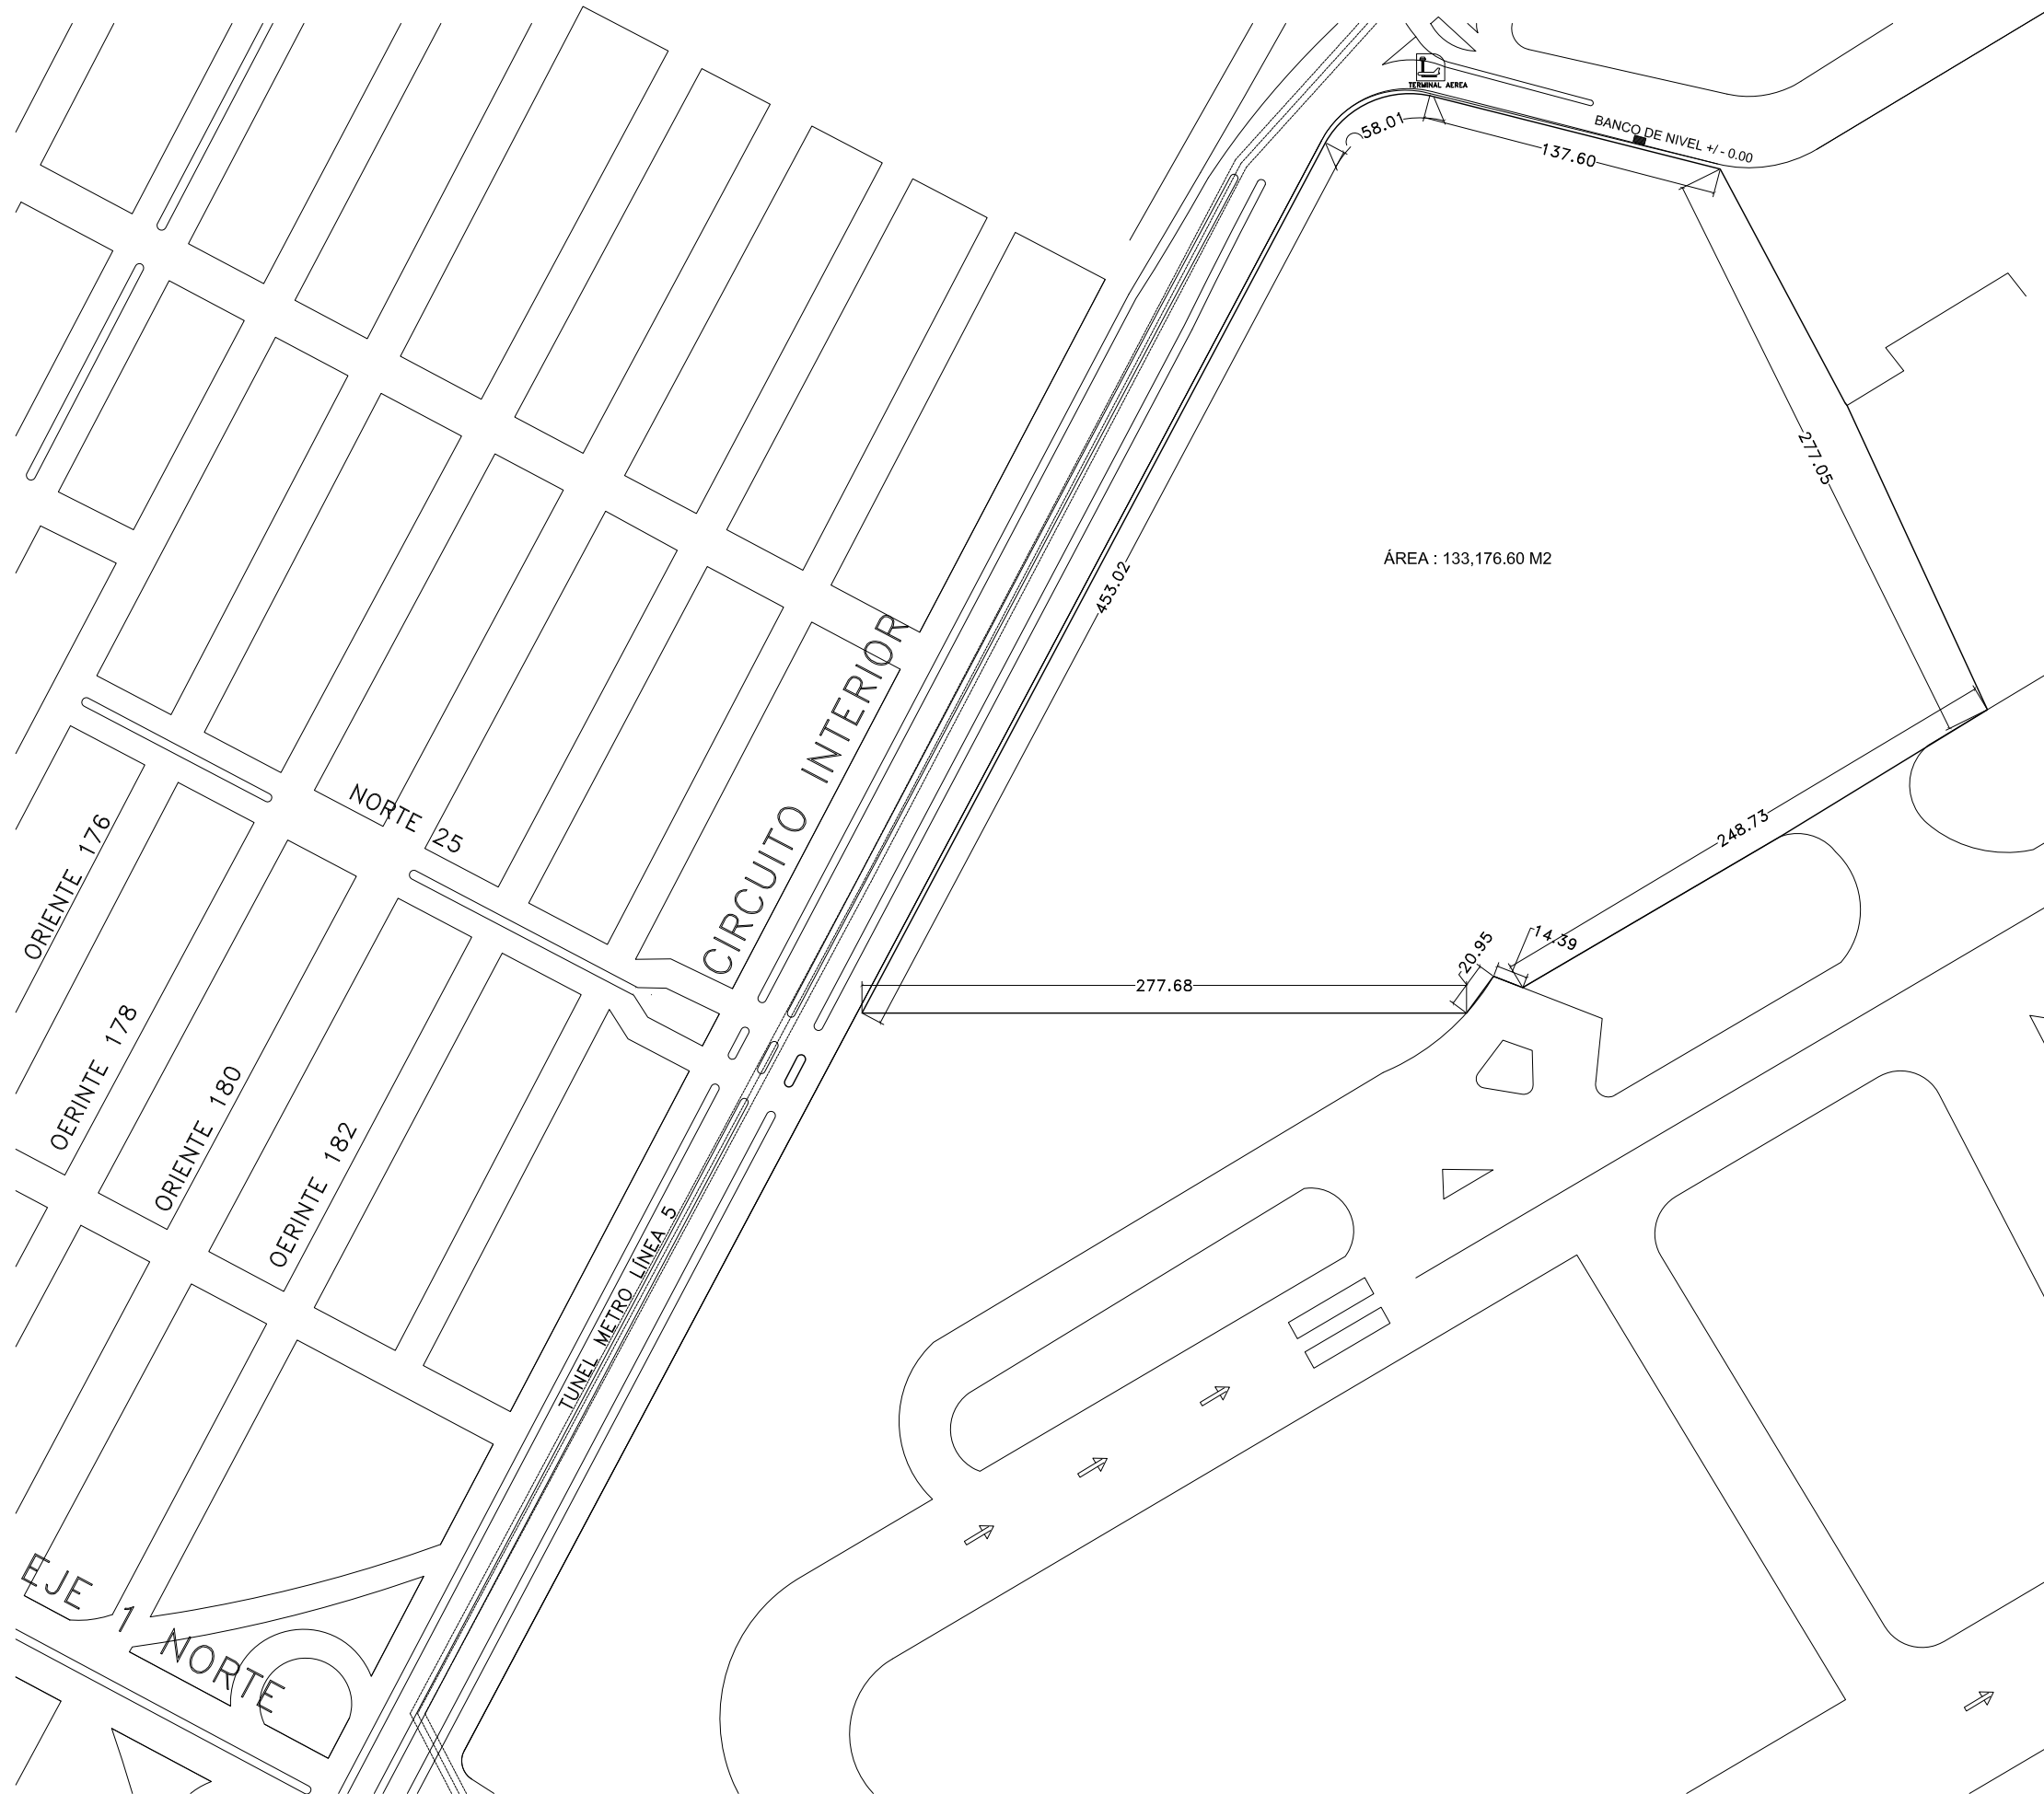 TERMINAL AEREA
BANCO DE NIVEL +/- 0.00
58.01
137.60
277.05
453.02
ÁREA : 133,176.60 M2
CIRCUITO INTERIOR
NORTE 25
248.73
ORIENTE 176
20.95
14.39
277.68
OERINTE 178
ORIENTE 180
OERINTE 182
TUNEL METRO LÍNEA 5
EJE 1 NORTE